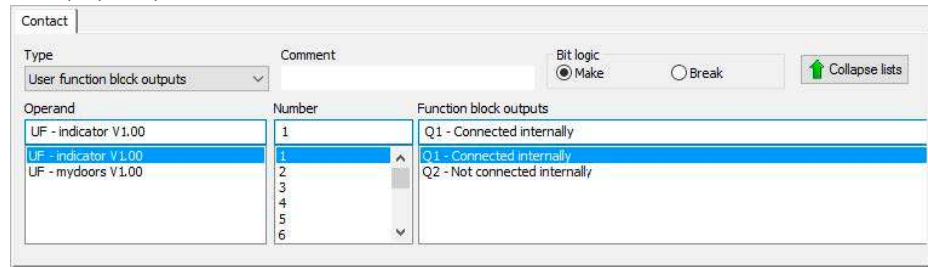 Contact
Type
Comment
Bit logic
User function block outputs
Make
Break
Collapse lists
Operand
Number
Function block outputs
UF - indicator V1.00
1
Q1 - Connected internally
UF - indicator V1.00
1
Q1 - Connected internally
UF - mydoors V1.00
2
Q2 - Not connected internally
3
4
5
6